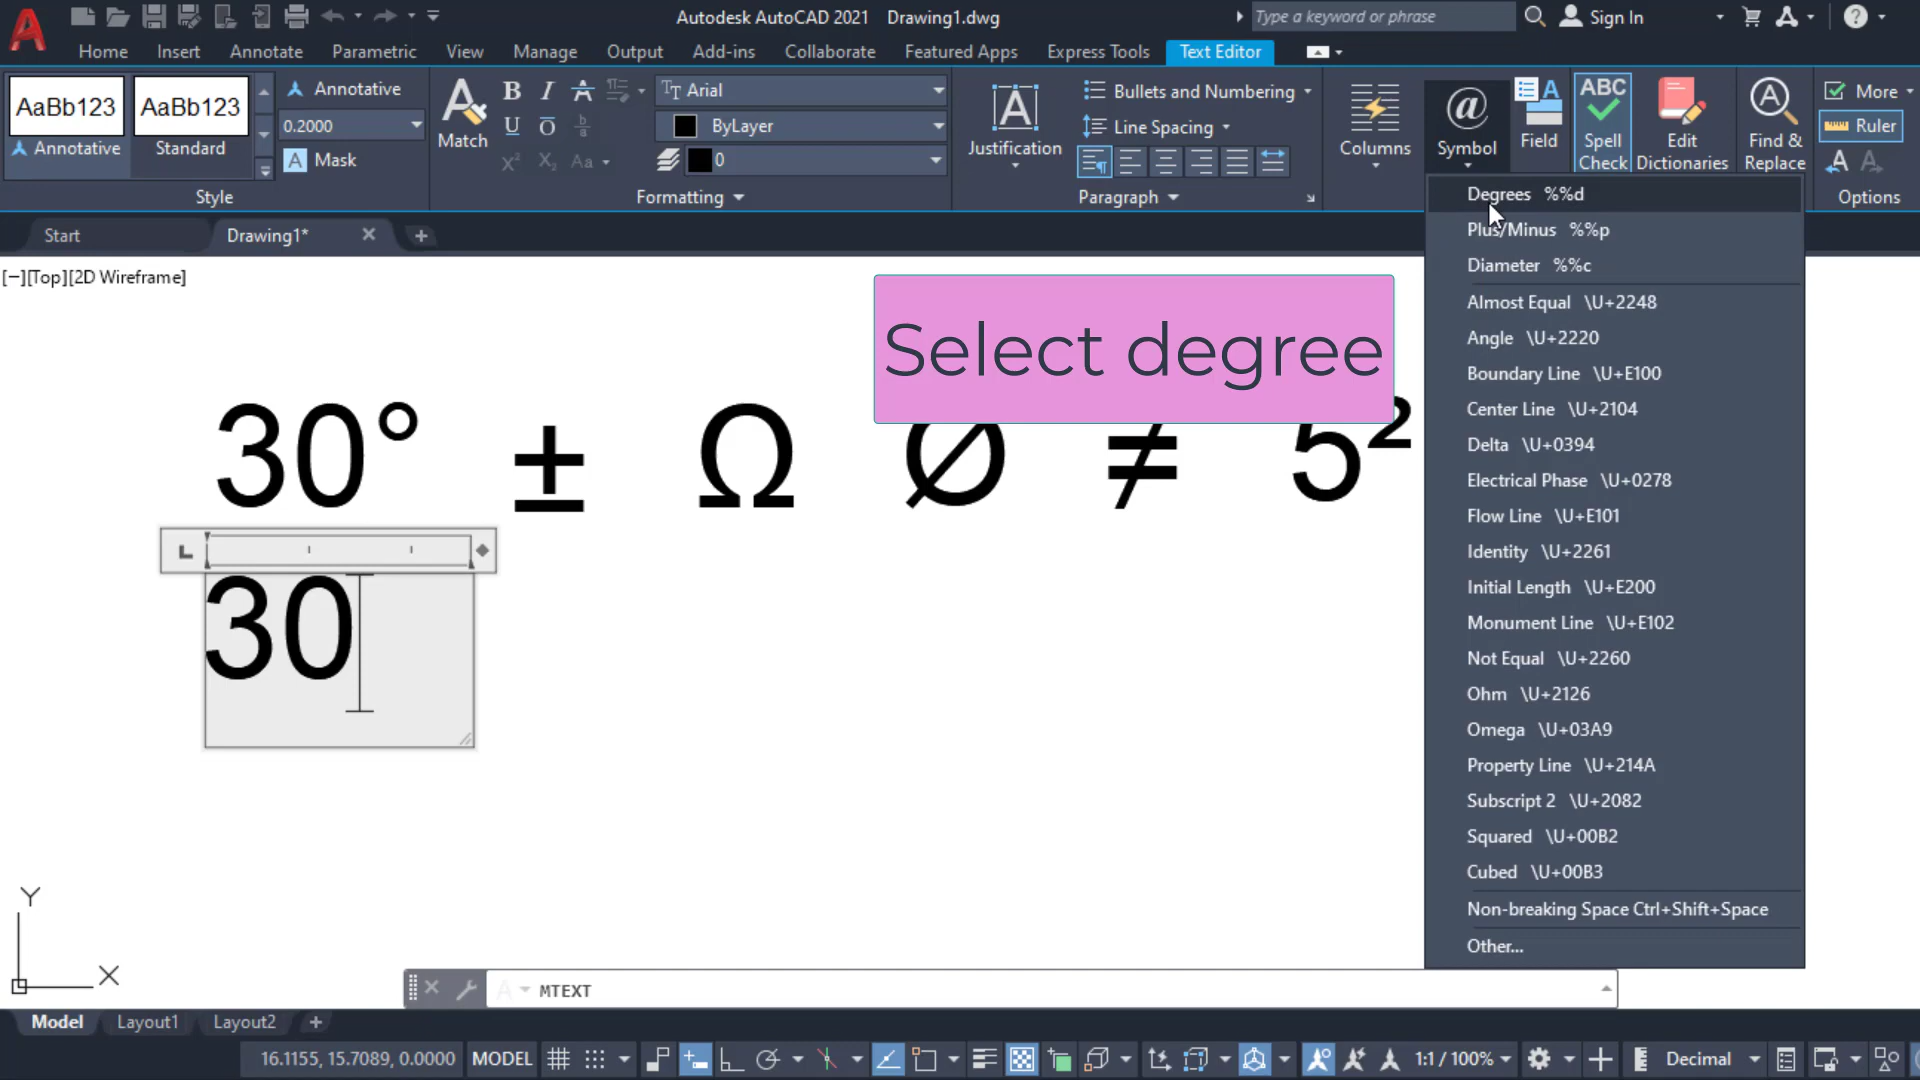 Autodesk AutoCAD 2021 Drawing1.dwg
Type a keyword or phrase
Sign In
Home Insert Annotate Parametric View Manage Output Add-ins Collaborate Featured Apps Express Tools Text Editor
AaBb123 AaBb123
Annotative Standard
Annotative
0.2000
A Mask
Style
Match
B I A
U O b/a
X² X₂ Aa
Arial
ByLayer
0
Formatting
A
Justification
Bullets and Numbering
Line Spacing
Paragraph
Columns
@
Symbol
Field
ABC
Spell Check
Edit Dictionaries
Find & Replace
More
Ruler
Options
Start
Drawing1*
[−][Top][2D Wireframe]
Degrees %%d
Plus/Minus %%p
Diameter %%c
Almost Equal \U+2248
Angle \U+2220
Boundary Line \U+E100
Center Line \U+2104
Delta \U+0394
Electrical Phase \U+0278
Flow Line \U+E101
Identity \U+2261
Initial Length \U+E200
Monument Line \U+E102
Not Equal \U+2260
Ohm \U+2126
Omega \U+03A9
Property Line \U+214A
Subscript 2 \U+2082
Squared \U+00B2
Cubed \U+00B3
Non-breaking Space Ctrl+Shift+Space
Other...
Select degree
30° ± Ω Ø ≠ 5²
30
Y
X
MTEXT
Model Layout1 Layout2 +
16.1155, 15.7089, 0.0000 MODEL 1:1 / 100% Decimal